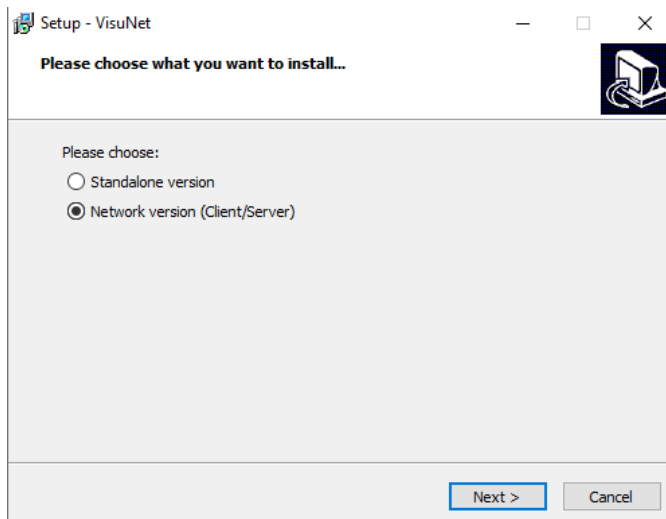 Setup - VisuNet
Please choose what you want to install...
Please choose:
Standalone version
Network version (Client/Server)
Next >
Cancel